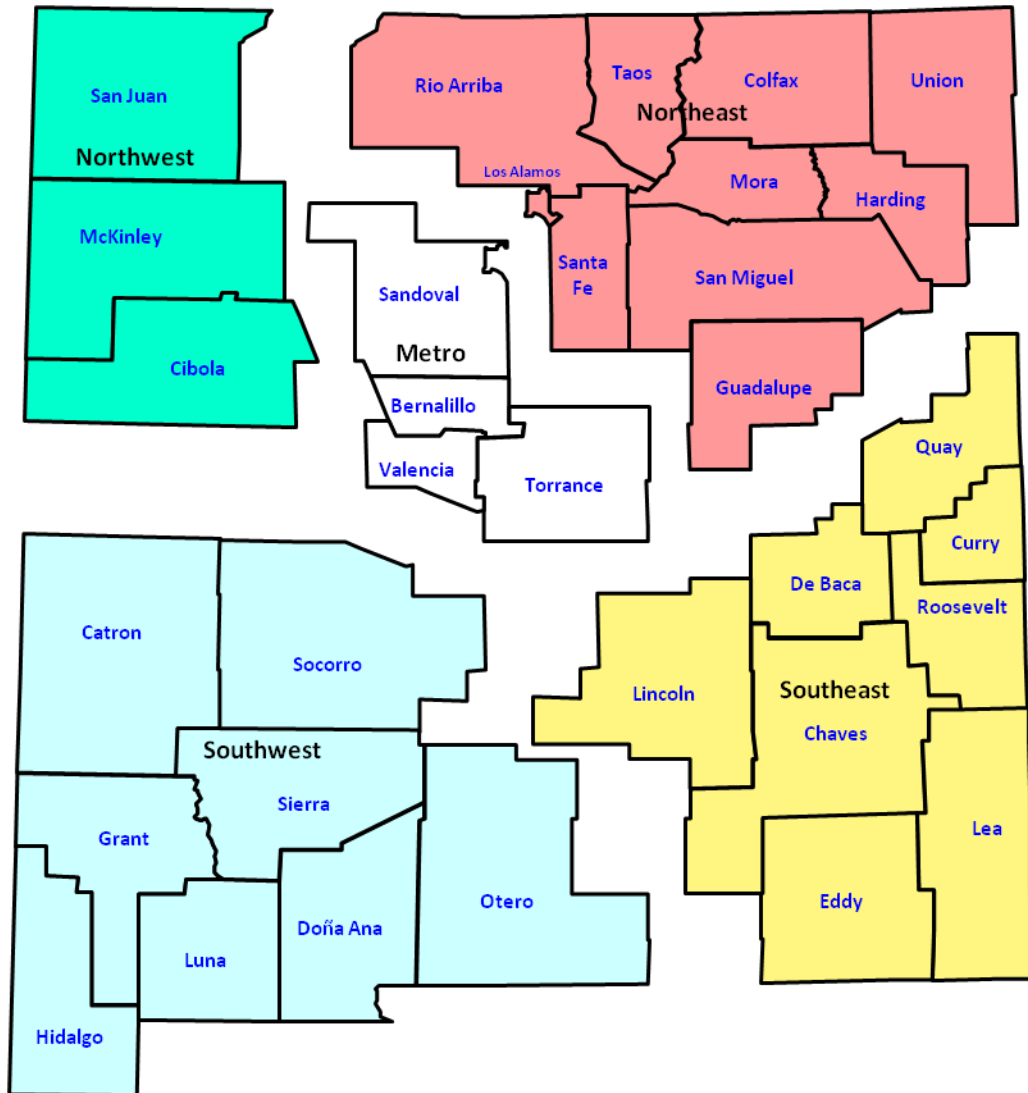 San Juan
Northwest
McKinley
Cibola
Rio Arriba
Taos
Colfax
Union
Northeast
Los Alamos
Mora
Harding
Santa
Fe
San Miguel
Guadalupe
Sandoval
Metro
Bernalillo
Valencia
Torrance
Quay
Curry
De Baca
Roosevelt
Lincoln
Southeast
Chaves
Lea
Eddy
Catron
Socorro
Southwest
Sierra
Grant
Otero
Doña Ana
Luna
Hidalgo